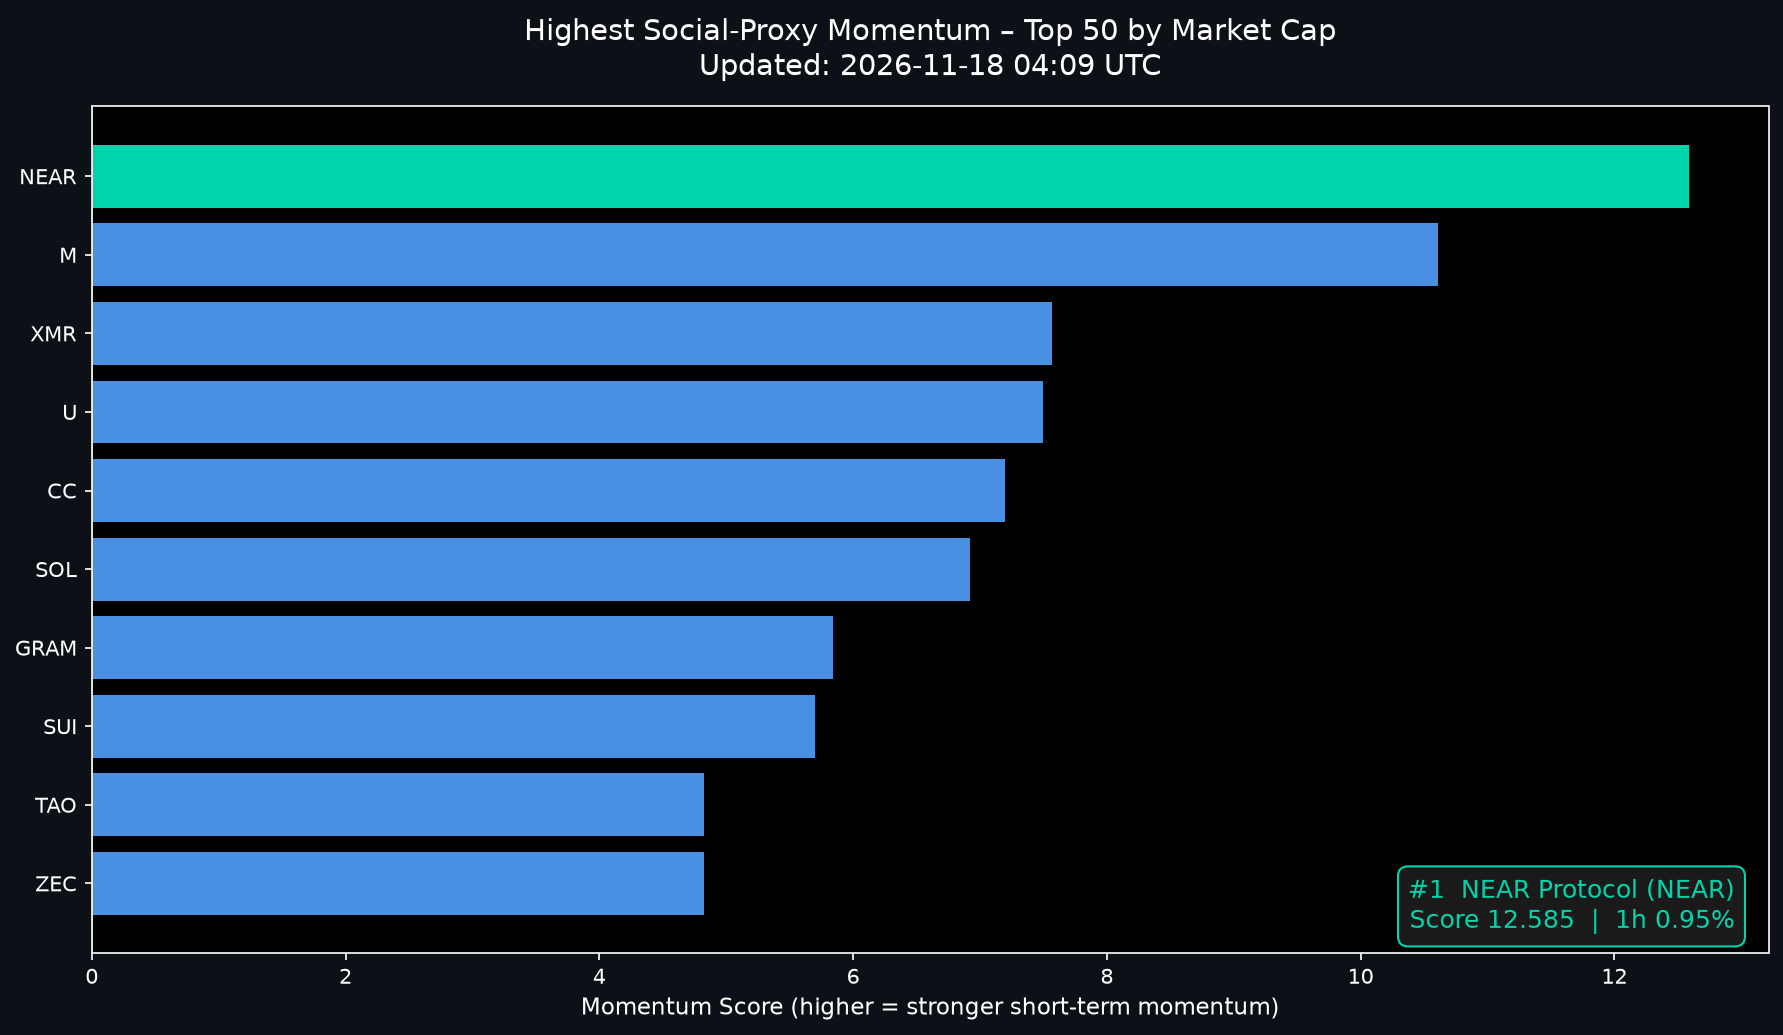 Highest Social-Proxy Momentum – Top 50 by Market Cap
Updated: 2026-11-18 04:09 UTC
NEAR
M
XMR
U
CC
SOL
GRAM
SUI
TAO
ZEC
#1  NEAR Protocol (NEAR)
Score 12.585  |  1h 0.95%
0 2 4 6 8 10 12
Momentum Score (higher = stronger short-term momentum)